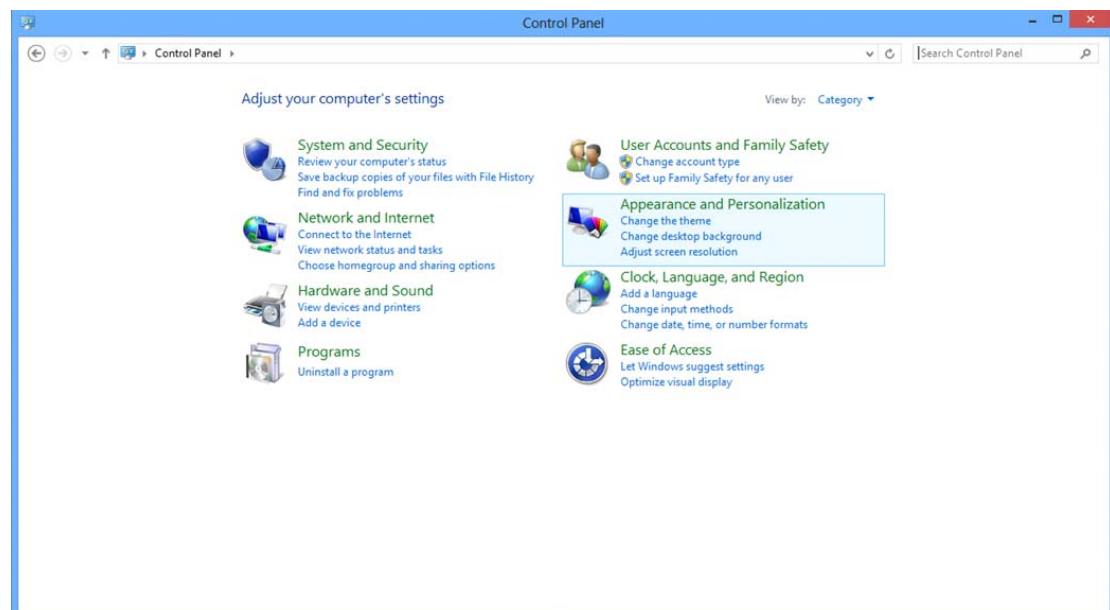 Control Panel
Control Panel
Search Control Panel
Adjust your computer's settings
View by: Category
System and Security
Review your computer's status
Save backup copies of your files with File History
Find and fix problems
Network and Internet
Connect to the Internet
View network status and tasks
Choose homegroup and sharing options
Hardware and Sound
View devices and printers
Add a device
Programs
Uninstall a program
User Accounts and Family Safety
Change account type
Set up Family Safety for any user
Appearance and Personalization
Change the theme
Change desktop background
Adjust screen resolution
Clock, Language, and Region
Add a language
Change input methods
Change date, time, or number formats
Ease of Access
Let Windows suggest settings
Optimize visual display